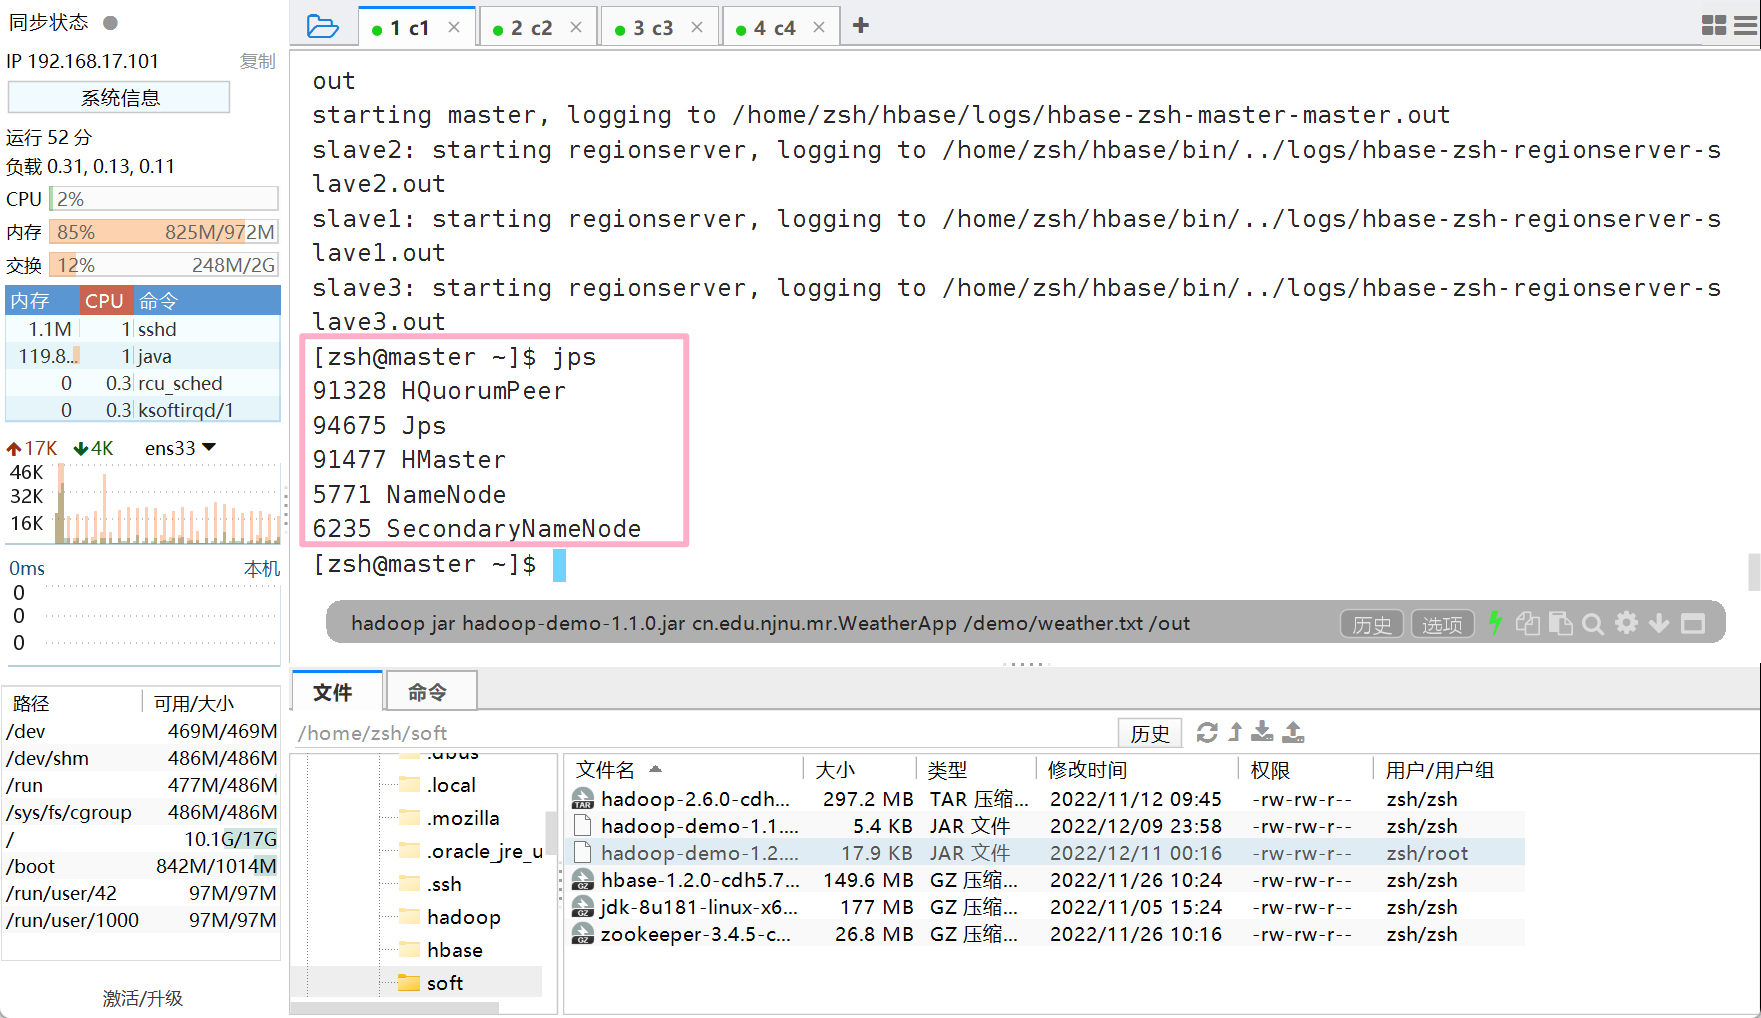 同步状态
IP 192.168.17.101 复制
系统信息
运行 52 分
负载 0.31, 0.13, 0.11
CPU 2%
内存 85% 825M/972M
交换 12% 248M/2G
内存 CPU 命令
1.1M 1 sshd
119.8... 1 java
0 0.3 rcu_sched
0 0.3 ksoftirqd/1
17K 4K ens33
46K
32K
16K
0ms 本机
0
0
0
路径 可用/大小
/dev 469M/469M
/dev/shm 486M/486M
/run 477M/486M
/sys/fs/cgroup 486M/486M
/ 10.1G/17G
/boot 842M/1014M
/run/user/42 97M/97M
/run/user/1000 97M/97M
激活/升级
1 c1 2 c2 3 c3 4 c4
out
starting master, logging to /home/zsh/hbase/logs/hbase-zsh-master-master.out
slave2: starting regionserver, logging to /home/zsh/hbase/bin/../logs/hbase-zsh-regionserver-s
lave2.out
slave1: starting regionserver, logging to /home/zsh/hbase/bin/../logs/hbase-zsh-regionserver-s
lave1.out
slave3: starting regionserver, logging to /home/zsh/hbase/bin/../logs/hbase-zsh-regionserver-s
lave3.out
[zsh@master ~]$ jps
91328 HQuorumPeer
94675 Jps
91477 HMaster
5771 NameNode
6235 SecondaryNameNode
[zsh@master ~]$
hadoop jar hadoop-demo-1.1.0.jar cn.edu.njnu.mr.WeatherApp /demo/weather.txt /out 历史 选项
文件 命令
/home/zsh/soft 历史
.dbus
.local
.mozilla
.oracle_jre_u
.ssh
hadoop
hbase
soft
文件名 大小 类型 修改时间 权限 用户/用户组
hadoop-2.6.0-cdh... 297.2 MB TAR 压缩... 2022/11/12 09:45 -rw-rw-r-- zsh/zsh
hadoop-demo-1.1.... 5.4 KB JAR 文件 2022/12/09 23:58 -rw-rw-r-- zsh/zsh
hadoop-demo-1.2.... 17.9 KB JAR 文件 2022/12/11 00:16 -rw-rw-r-- zsh/root
hbase-1.2.0-cdh5.7... 149.6 MB GZ 压缩... 2022/11/26 10:24 -rw-rw-r-- zsh/zsh
jdk-8u181-linux-x6... 177 MB GZ 压缩... 2022/11/05 15:24 -rw-rw-r-- zsh/zsh
zookeeper-3.4.5-c... 26.8 MB GZ 压缩... 2022/11/26 10:16 -rw-rw-r-- zsh/zsh